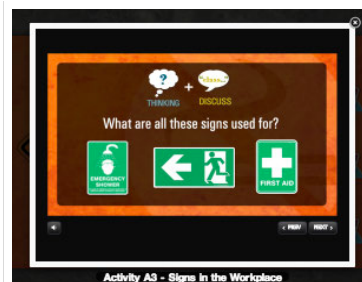 ?
"class..."
THINKING + DISCUSS
What are all these signs used for?
EMERGENCY
SHOWER
FIRST AID
< PREV
NEXT >
Activity A3 - Signs in the Workplace